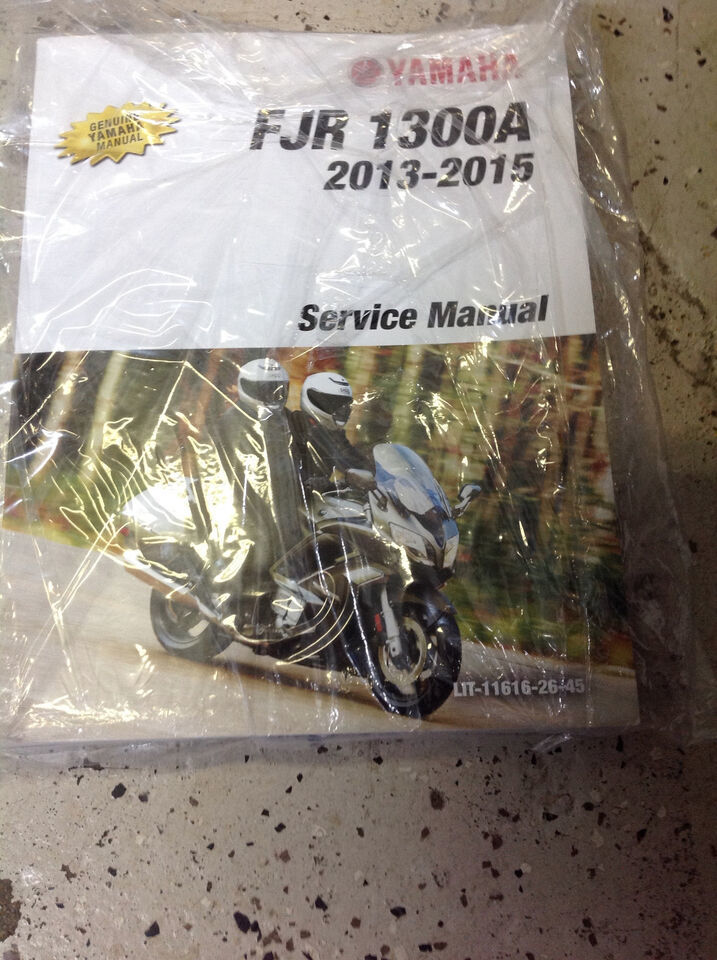 YAMAHA
GENUINE
YAMAHA
MANUAL
FJR 1300A
2013-2015
Service Manual
LIT-11616-26-45